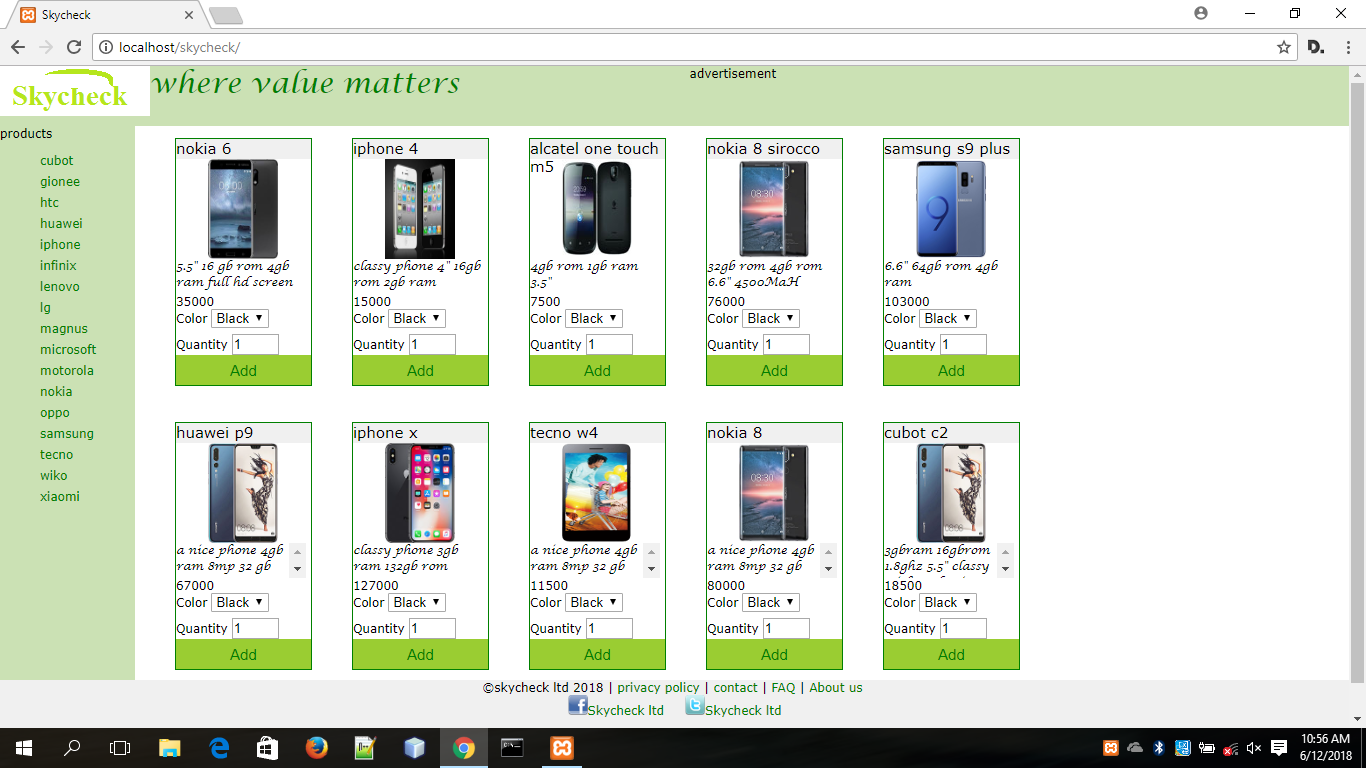 Skycheck
localhost/skycheck/
D.
Skycheck
where value matters
advertisement
products
cubot
gionee
htc
huawei
iphone
infinix
lenovo
lg
magnus
microsoft
motorola
nokia
oppo
samsung
tecno
wiko
xiaomi
nokia 6
5.5" 16 gb rom 4gb
ram full hd screen
35000
Color Black
Quantity 1
Add
iphone 4
classy phone 4" 16gb
rom 2gb ram
15000
Color Black
Quantity 1
Add
alcatel one touch
m5
4gb rom 1gb ram
3.5"
7500
Color Black
Quantity 1
Add
nokia 8 sirocco
08:30
32gb rom 4gb rom
6.6" 4500MaH
76000
Color Black
Quantity 1
Add
samsung s9 plus
9
6.6" 64gb rom 4gb
ram
103000
Color Black
Quantity 1
Add
huawei p9
a nice phone 4gb
ram 8mp 32 gb
67000
Color Black
Quantity 1
Add
iphone x
classy phone 3gb
ram 132gb rom
127000
Color Black
Quantity 1
Add
tecno w4
a nice phone 4gb
ram 8mp 32 gb
11500
Color Black
Quantity 1
Add
nokia 8
08:30
a nice phone 4gb
ram 8mp 32 gb
80000
Color Black
Quantity 1
Add
cubot c2
3gbram 16gbrom
1.8ghz 5.5" classy
18500
Color Black
Quantity 1
Add
©skycheck ltd 2018 | privacy policy | contact | FAQ | About us
Skycheck ltd Skycheck ltd
10:56 AM
6/12/2018